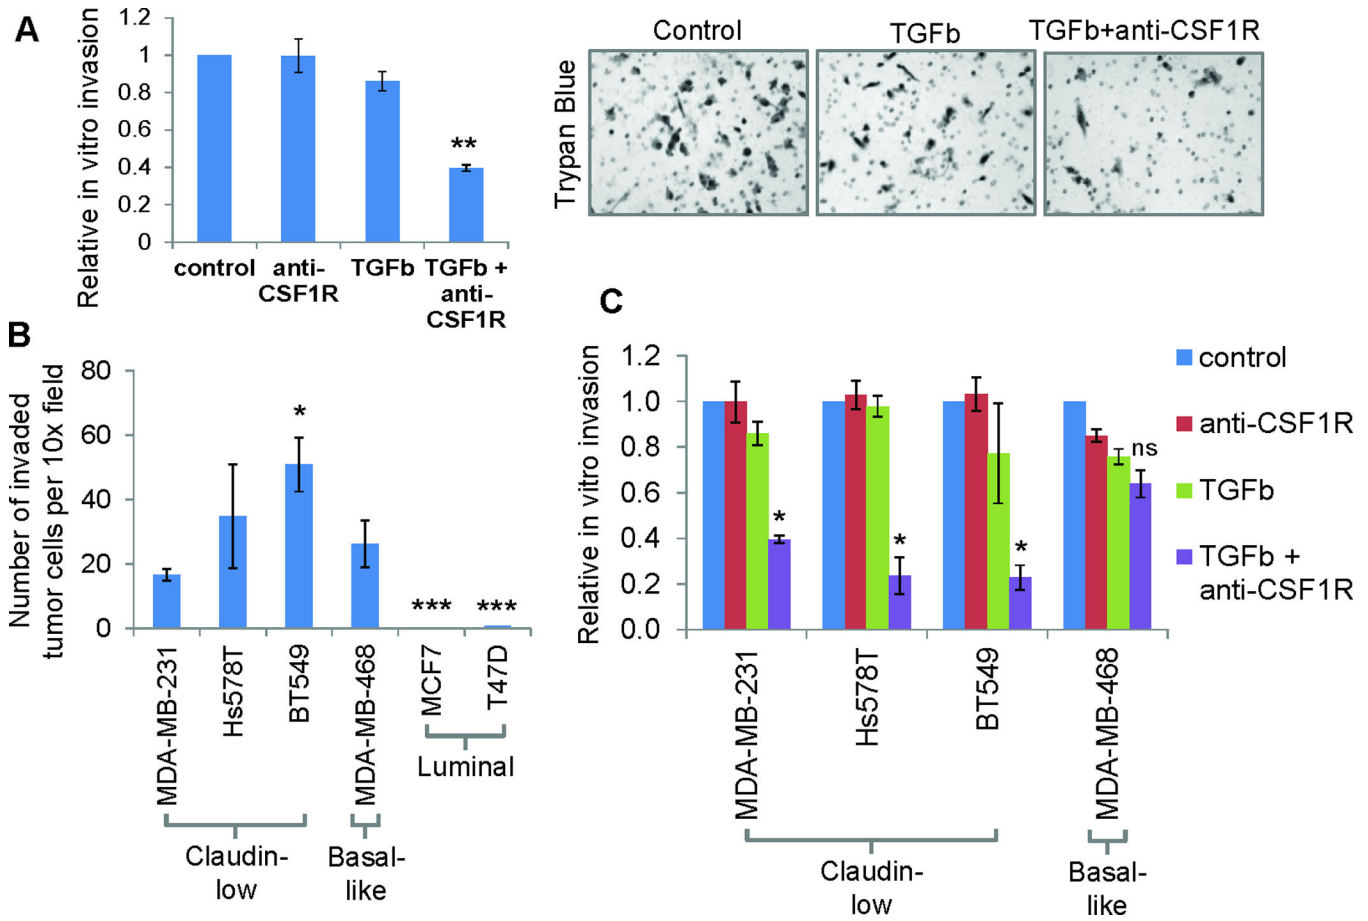 A
Relative in vitro invasion
1.2
1
0.8
0.6
0.4
0.2
0
**
control
anti-
CSF1R
TGFb
TGFb +
anti-
CSF1R
Control
TGFb
TGFb+anti-CSF1R
Trypan Blue
B
Number of invaded
tumor cells per 10x field
80
60
40
20
0
*
***
***
MDA-MB-231
Hs578T
BT549
MDA-MB-468
MCF7
T47D
Luminal
Claudin-
low
Basal-
like
C
Relative in vitro invasion
1.2
1.0
0.8
0.6
0.4
0.2
0.0
*
*
*
ns
MDA-MB-231
Hs578T
BT549
MDA-MB-468
Claudin-
low
Basal-
like
control
anti-CSF1R
TGFb
TGFb +
anti-CSF1R